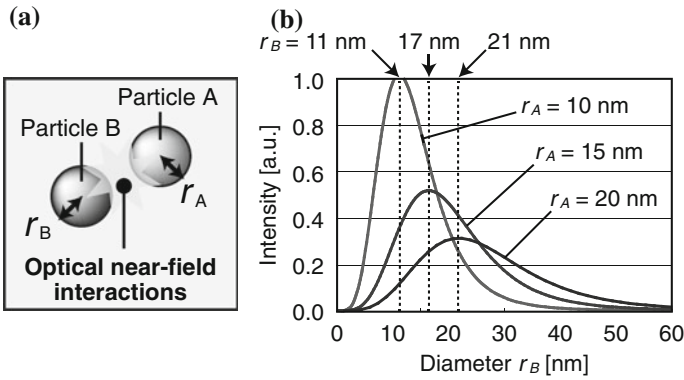 (a)
Particle A
Particle B
r_A
r_B
Optical near-field
interactions
(b)
r_B = 11 nm 17 nm 21 nm
Intensity [a.u.]
1.0
0.8
0.6
0.4
0.2
0.0
r_A = 10 nm
r_A = 15 nm
r_A = 20 nm
0 10 20 30 40 50 60
Diameter r_B [nm]